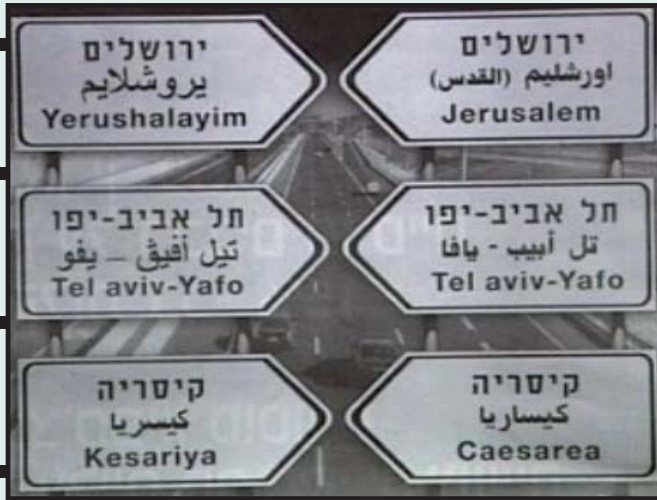 ירושלים
يروشلايم
Yerushalayim
ירושלים
اورشليم (القدس)
Jerusalem
תל אביב-יפו
تيل أفيڤ – يفو
Tel aviv-Yafo
תל אביב-יפו
تل أبيب - يافا
Tel aviv-Yafo
קיסריה
كيسريا
Kesariya
קיסריה
كيساريا
Caesarea